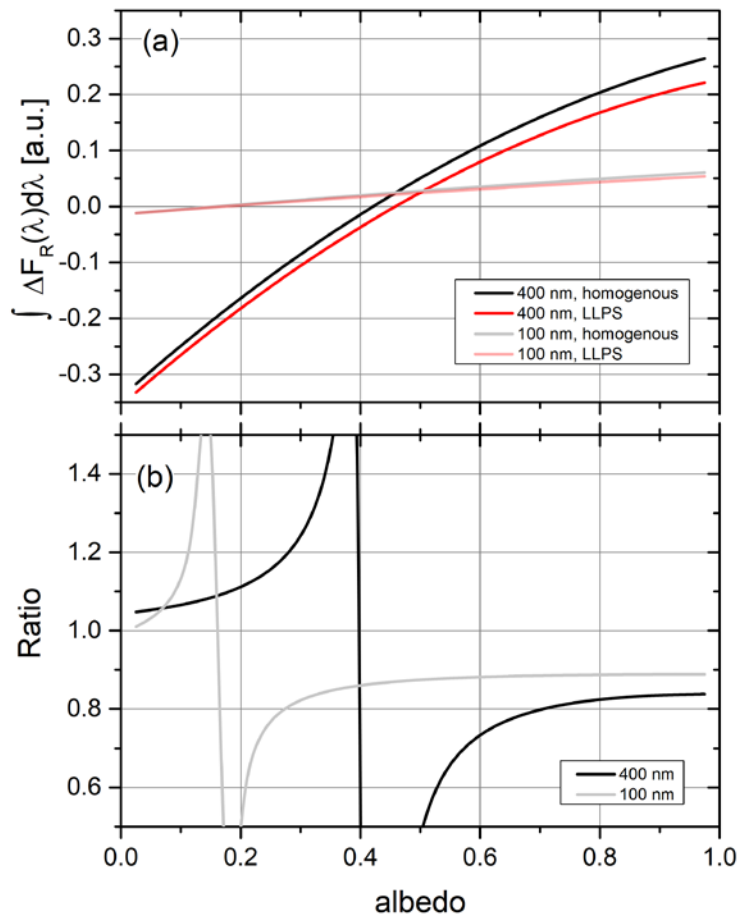 (a)
∫ ΔF_R(λ)dλ [a.u.]
0.3
0.2
0.1
0.0
-0.1
-0.2
-0.3
400 nm, homogenous
400 nm, LLPS
100 nm, homogenous
100 nm, LLPS
(b)
Ratio
1.4
1.2
1.0
0.8
0.6
400 nm
100 nm
0.0 0.2 0.4 0.6 0.8 1.0
albedo